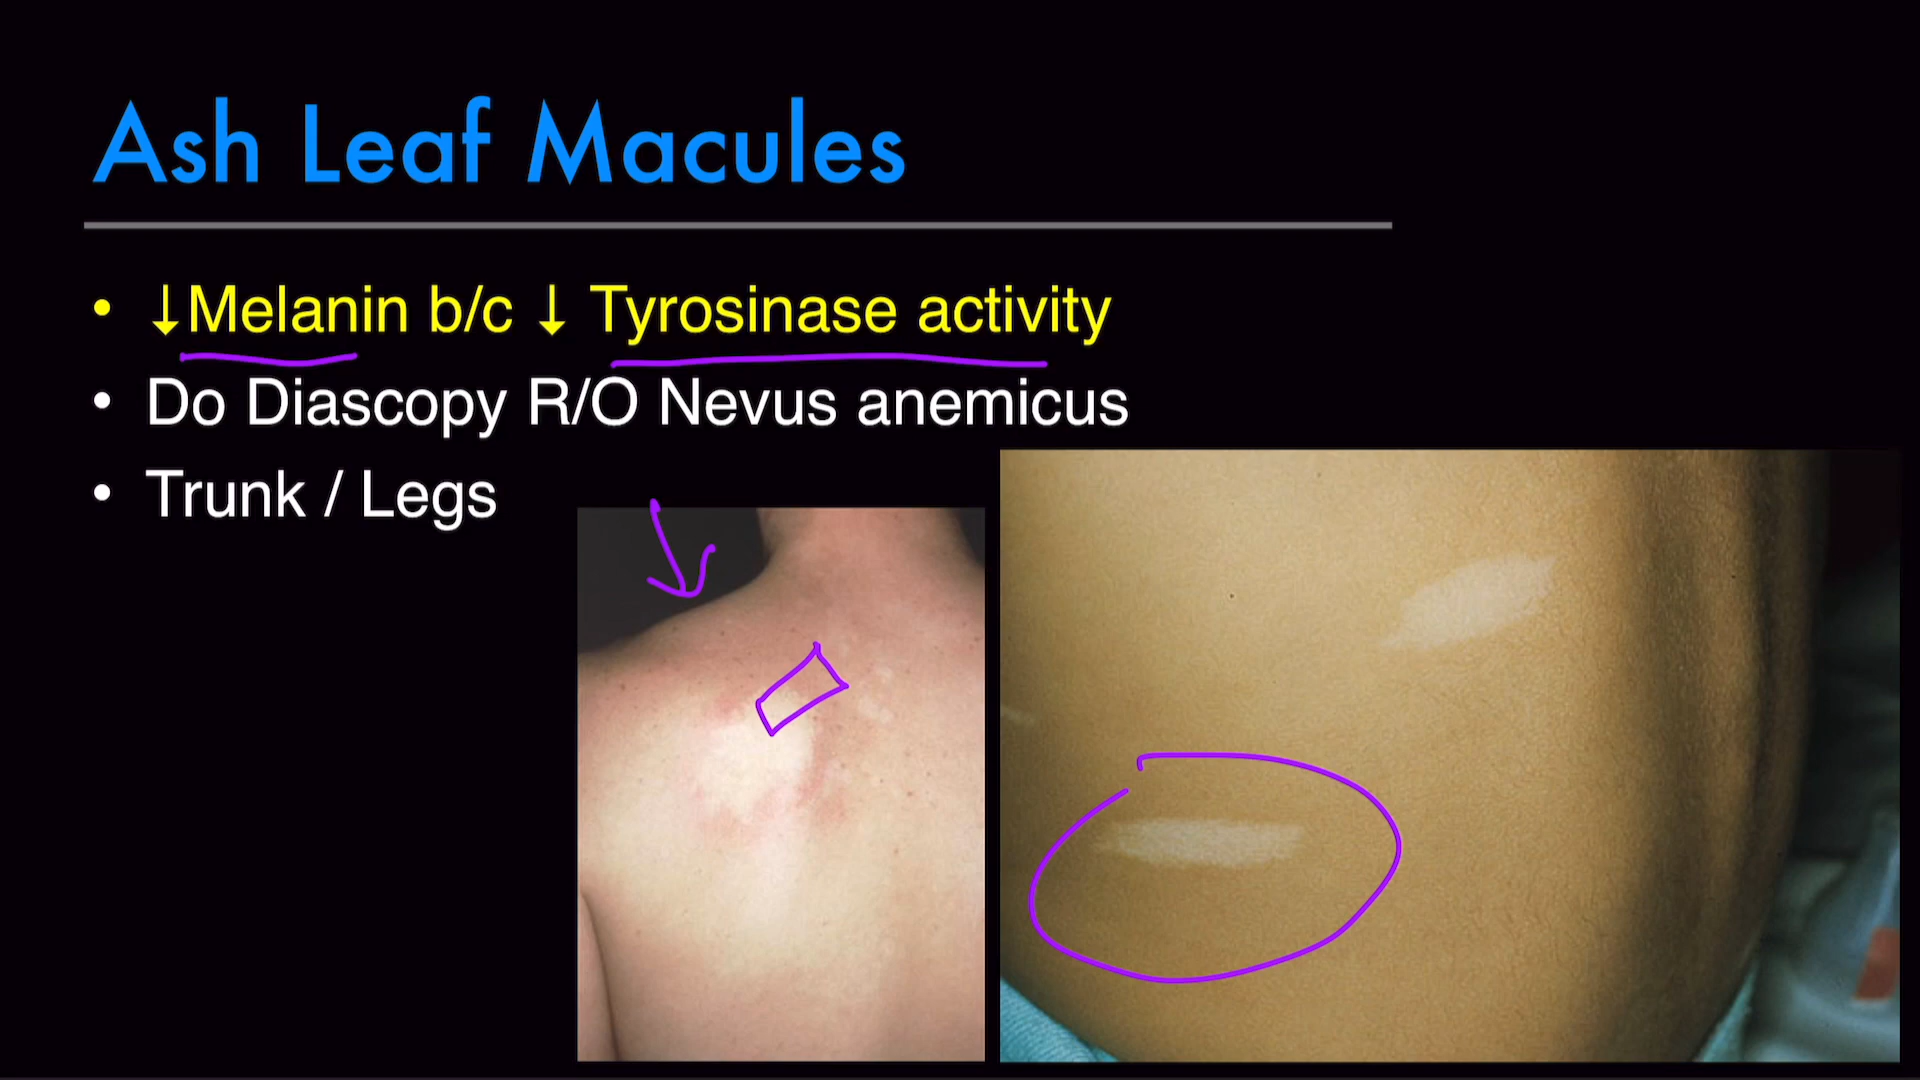 Ash Leaf Macules
• ↓Melanin b/c ↓ Tyrosinase activity
• Do Diascopy R/O Nevus anemicus
• Trunk / Legs